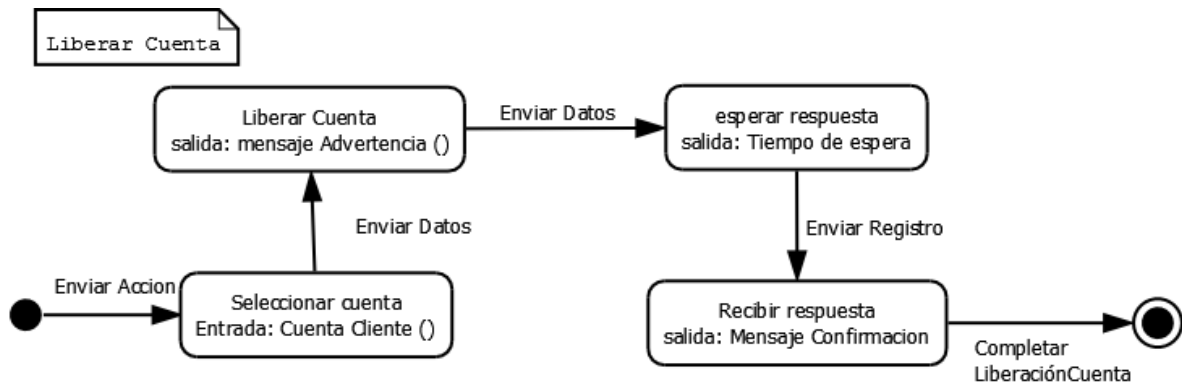 Liberar Cuenta
Liberar Cuenta
salida: mensaje Advertencia ()
Enviar Datos
esperar respuesta
salida: Tiempo de espera
Enviar Datos
Enviar Registro
Enviar Accion
Seleccionar cuenta
Entrada: Cuenta Cliente ()
Recibir respuesta
salida: Mensaje Confirmacion
Completar
LiberaciónCuenta